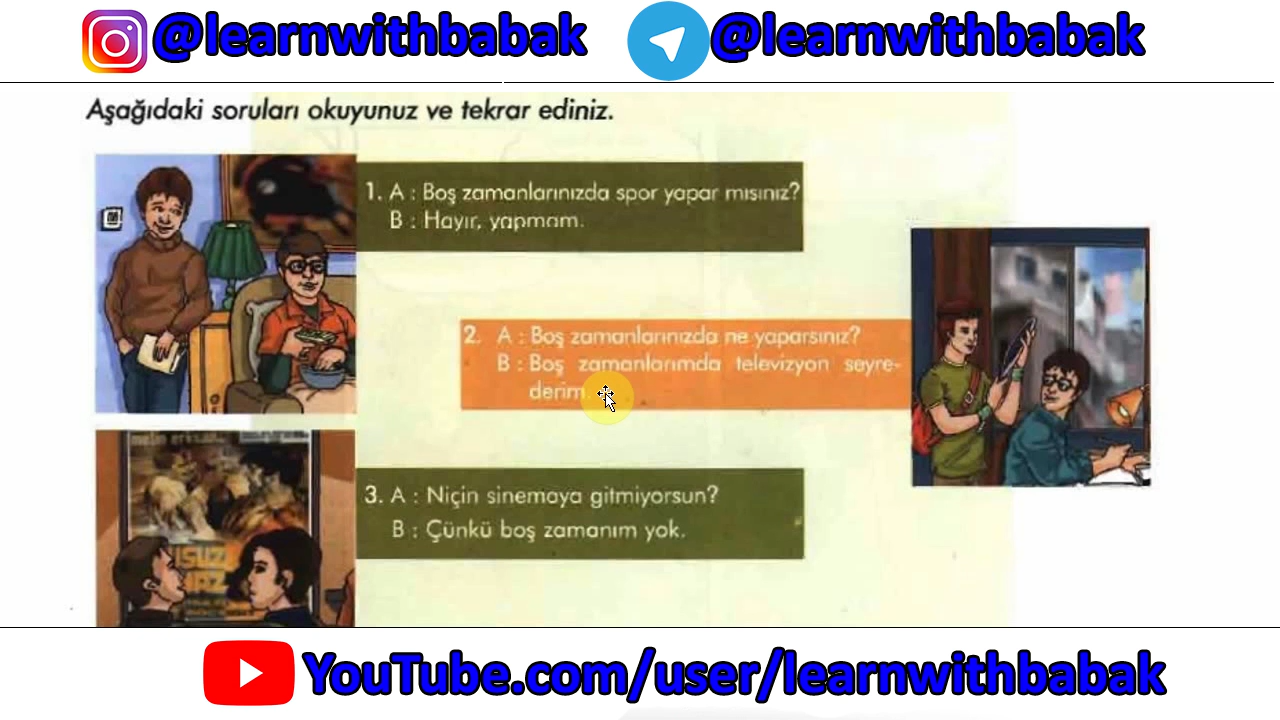 @learnwithbabak @learnwithbabak
Aşağıdaki soruları okuyunuz ve tekrar ediniz.
1. A : Boş zamanlarınızda spor yapar mısınız?
B : Hayır, yapmam.
2. A : Boş zamanlarınızda ne yaparsınız?
B : Boş zamanlarımda televizyon seyre-
derim.
3. A : Niçin sinemaya gitmiyorsun?
B : Çünkü boş zamanım yok.
YouTube.com/user/learnwithbabak